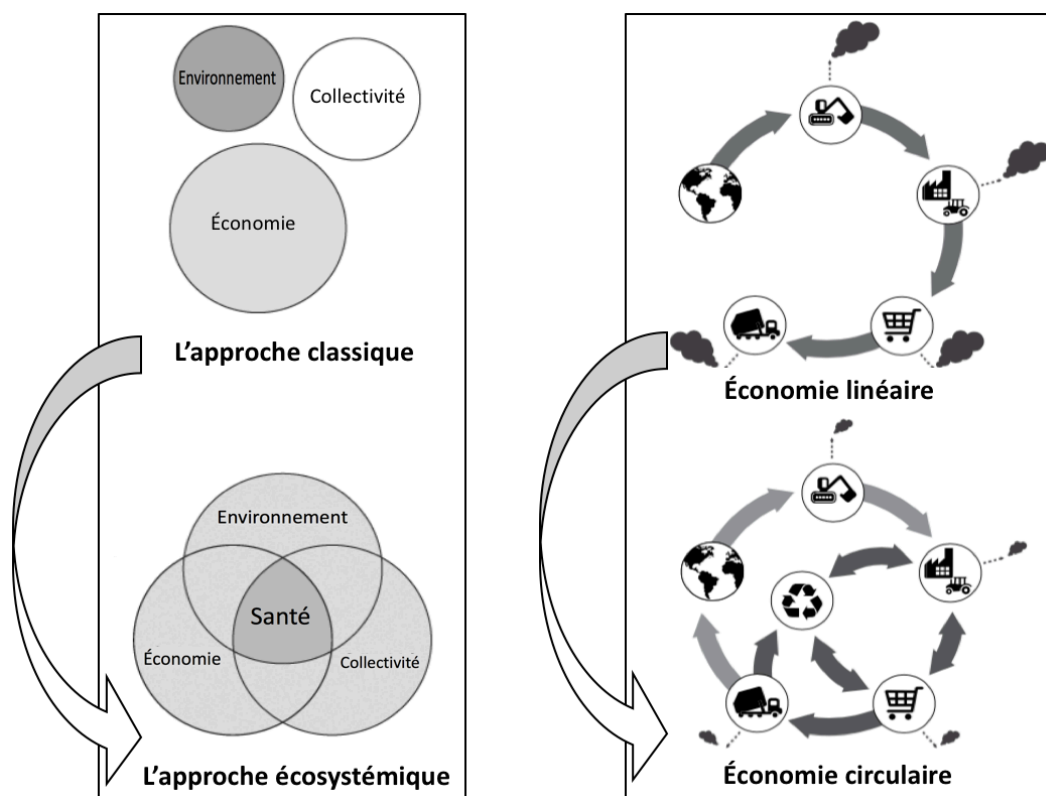 Environnement
Collectivité
Économie
L’approche classique
Environnement
Santé
Économie
Collectivité
L’approche écosystémique
Économie linéaire
Économie circulaire